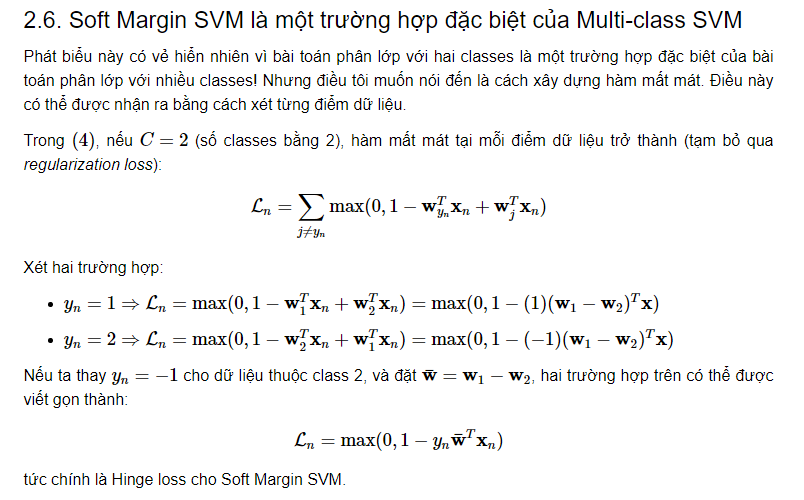 2.6. Soft Margin SVM là một trường hợp đặc biệt của Multi-class SVM
Phát biểu này có vẻ hiển nhiên vì bài toán phân lớp với hai classes là một trường hợp đặc biệt của bài
toán phân lớp với nhiều classes! Nhưng điều tôi muốn nói đến là cách xây dựng hàm mất mát. Điều này
có thể được nhận ra bằng cách xét từng điểm dữ liệu.
Trong (4), nếu C = 2 (số classes bằng 2), hàm mất mát tại mỗi điểm dữ liệu trở thành (tạm bỏ qua
regularization loss):
$\mathcal{L}_n = \sum_{j \neq y_n} \max(0, 1 - \mathbf{w}_{y_n}^T \mathbf{x}_n + \mathbf{w}_j^T \mathbf{x}_n)$
Xét hai trường hợp:
• $y_n = 1 \Rightarrow \mathcal{L}_n = \max(0, 1 - \mathbf{w}_1^T \mathbf{x}_n + \mathbf{w}_2^T \mathbf{x}_n) = \max(0, 1 - (1)(\mathbf{w}_1 - \mathbf{w}_2)^T \mathbf{x})$
• $y_n = 2 \Rightarrow \mathcal{L}_n = \max(0, 1 - \mathbf{w}_2^T \mathbf{x}_n + \mathbf{w}_1^T \mathbf{x}_n) = \max(0, 1 - (-1)(\mathbf{w}_1 - \mathbf{w}_2)^T \mathbf{x})$
Nếu ta thay $y_n = -1$ cho dữ liệu thuộc class 2, và đặt $\bar{\mathbf{w}} = \mathbf{w}_1 - \mathbf{w}_2$, hai trường hợp trên có thể được
viết gọn thành:
$\mathcal{L}_n = \max(0, 1 - y_n \bar{\mathbf{w}}^T \mathbf{x}_n)$
tức chính là Hinge loss cho Soft Margin SVM.